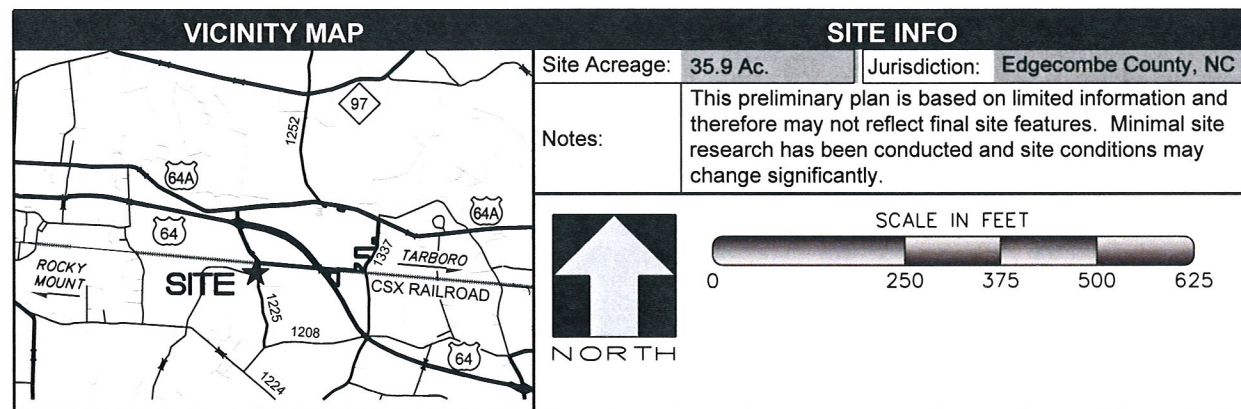 VICINITY MAP
SITE INFO
Site Acreage: 35.9 Ac. Jurisdiction: Edgecombe County, NC
Notes:
This preliminary plan is based on limited information and
therefore may not reflect final site features. Minimal site
research has been conducted and site conditions may
change significantly.
97
1252
64A
64A
64
1337
TARBORO
ROCKY
MOUNT
SITE
CSX RAILROAD
1225
1208
64
1224
NORTH
SCALE IN FEET
0 250 375 500 625